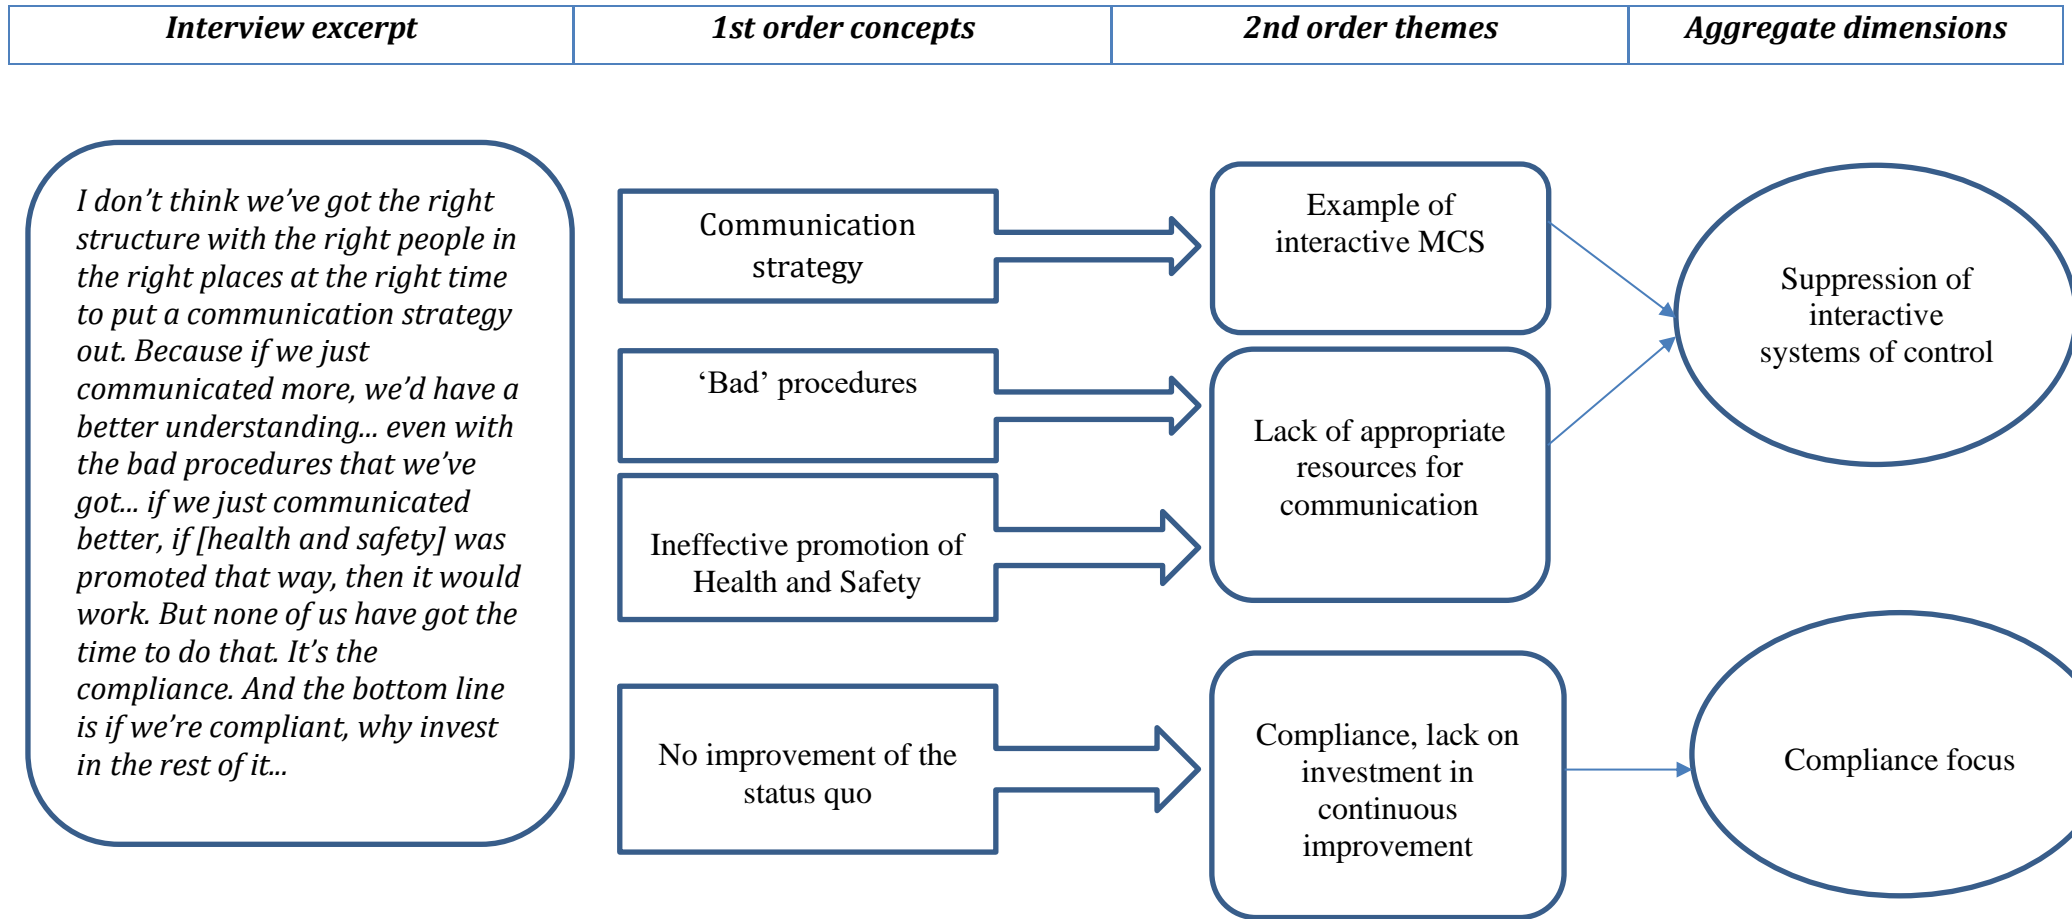 Interview excerpt
1st order concepts
2nd order themes
Aggregate dimensions
I don’t think we’ve got the right
structure with the right people in
the right places at the right time
to put a communication strategy
out. Because if we just
communicated more, we’d have a
better understanding... even with
the bad procedures that we’ve
got... if we just communicated
better, if [health and safety] was
promoted that way, then it would
work. But none of us have got the
time to do that. It’s the
compliance. And the bottom line
is if we’re compliant, why invest
in the rest of it...
Communication
strategy
‘Bad’ procedures
Ineffective promotion of
Health and Safety
No improvement of the
status quo
Example of
interactive MCS
Lack of appropriate
resources for
communication
Compliance, lack on
investment in
continuous
improvement
Suppression of
interactive
systems of control
Compliance focus